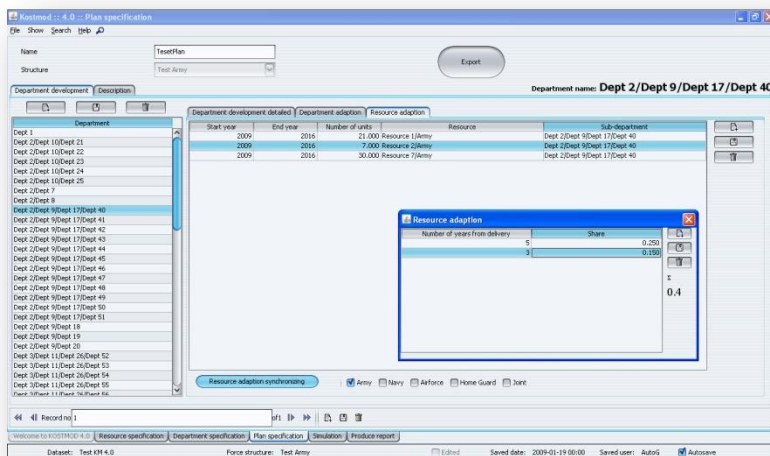 Kostmod :: 4.0 :: Plan specification
File Show Search Help
Name TesetPlan
Structure Test Army
Export
Department development Description
Department name: Dept 2/Dept 9/Dept 17/Dept 40
Department development detailed Department adaption Resource adaption
Department
Start year End year Number of units Resource Sub-department
2009 2016 21.000 Resource 1/Army Dept 2/Dept 9/Dept 17/Dept 40
2009 2016 7.000 Resource 2/Army Dept 2/Dept 9/Dept 17/Dept 40
2009 2016 30.000 Resource 7/Army Dept 2/Dept 9/Dept 17/Dept 40
Dept 1
Dept 2/Dept 10/Dept 21
Dept 2/Dept 10/Dept 22
Dept 2/Dept 10/Dept 23
Dept 2/Dept 10/Dept 24
Dept 2/Dept 10/Dept 25
Dept 2/Dept 7
Dept 2/Dept 8
Dept 2/Dept 9/Dept 17/Dept 40
Dept 2/Dept 9/Dept 17/Dept 41
Dept 2/Dept 9/Dept 17/Dept 42
Dept 2/Dept 9/Dept 17/Dept 43
Dept 2/Dept 9/Dept 17/Dept 44
Dept 2/Dept 9/Dept 17/Dept 45
Dept 2/Dept 9/Dept 17/Dept 46
Dept 2/Dept 9/Dept 17/Dept 47
Dept 2/Dept 9/Dept 17/Dept 48
Dept 2/Dept 9/Dept 17/Dept 49
Dept 2/Dept 9/Dept 17/Dept 50
Dept 2/Dept 9/Dept 17/Dept 51
Dept 2/Dept 9/Dept 18
Dept 2/Dept 9/Dept 19
Dept 2/Dept 9/Dept 20
Dept 3/Dept 11/Dept 26/Dept 52
Dept 3/Dept 11/Dept 26/Dept 53
Dept 3/Dept 11/Dept 26/Dept 54
Dept 3/Dept 11/Dept 26/Dept 55
Dept 3/Dept 11/Dept 26/Dept 56
Resource adaption
Number of years from delivery Share
5 0.250
3 0.150
Σ
0.4
Resource adaption synchronizing
Army Navy Airforce Home Guard Joint
Record no 1 of1
Welcome to KOSTMOD 4.0 Resource specification Department specification Plan specification Simulation Produce report
Dataset: Test KM 4.0 Force structure: Test Army Edited Saved date: 2009-01-19 00:00 Saved user: AutoG Autosave